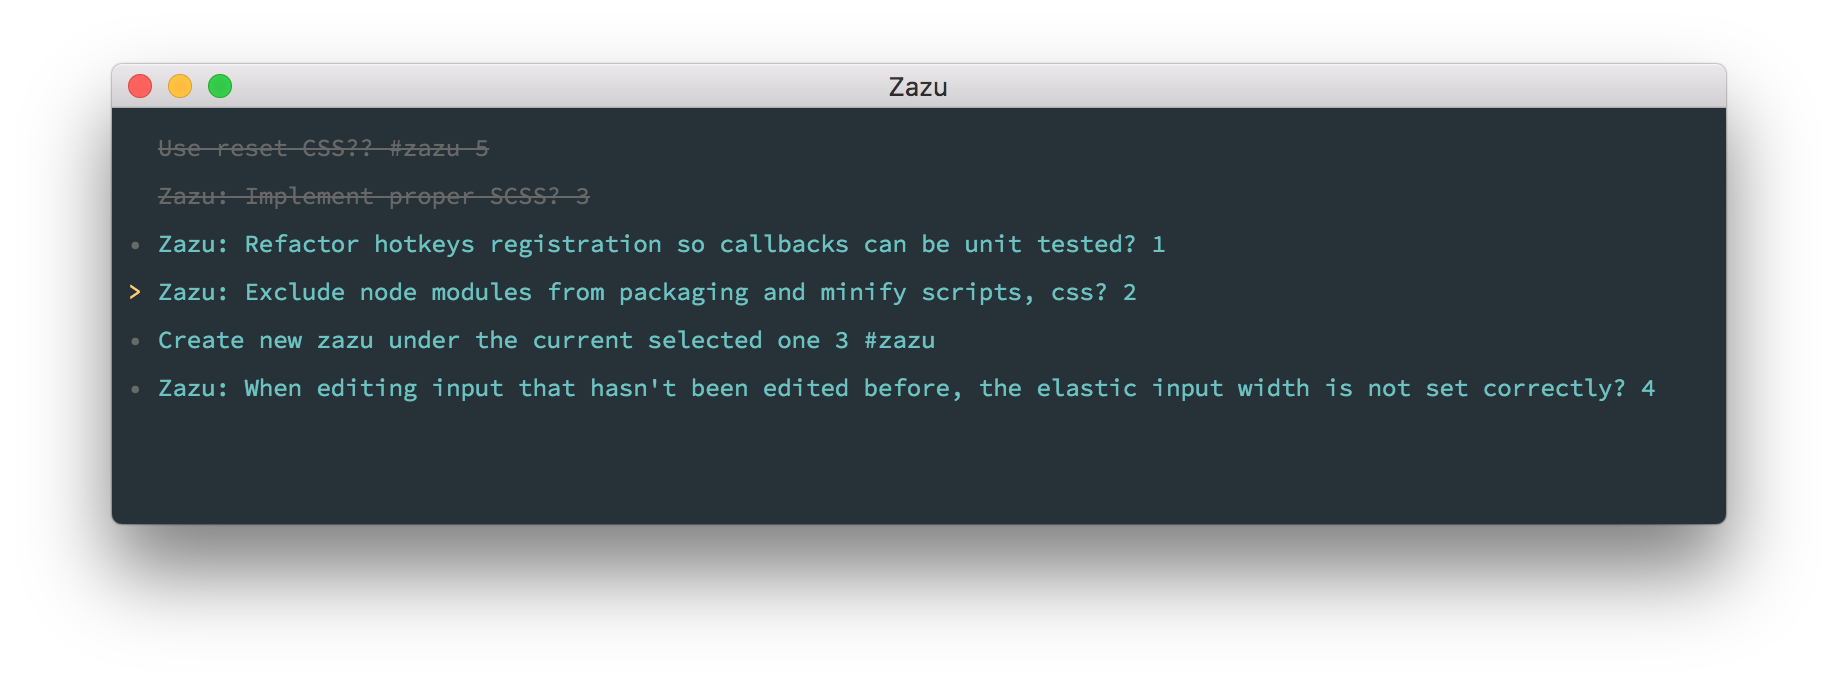 Zazu
Use reset CSS?? #zazu 5
Zazu: Implement proper SCSS? 3
• Zazu: Refactor hotkeys registration so callbacks can be unit tested? 1
> Zazu: Exclude node modules from packaging and minify scripts, css? 2
• Create new zazu under the current selected one 3 #zazu
• Zazu: When editing input that hasn't been edited before, the elastic input width is not set correctly? 4